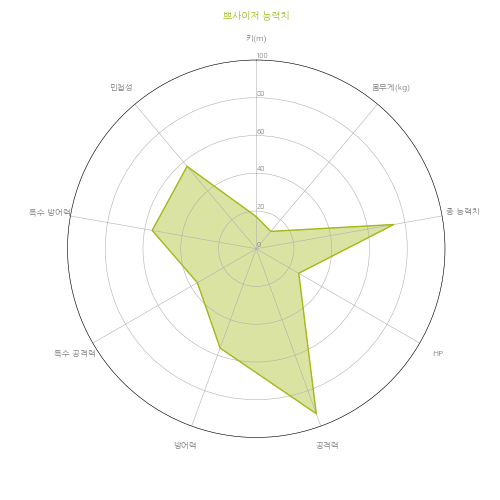 쁘사이저 능력치
키(m)
100
민첩성
몸무게(kg)
80
60
40
특수 방어력
20
총 능력치
0
특수 공격력
HP
방어력
공격력